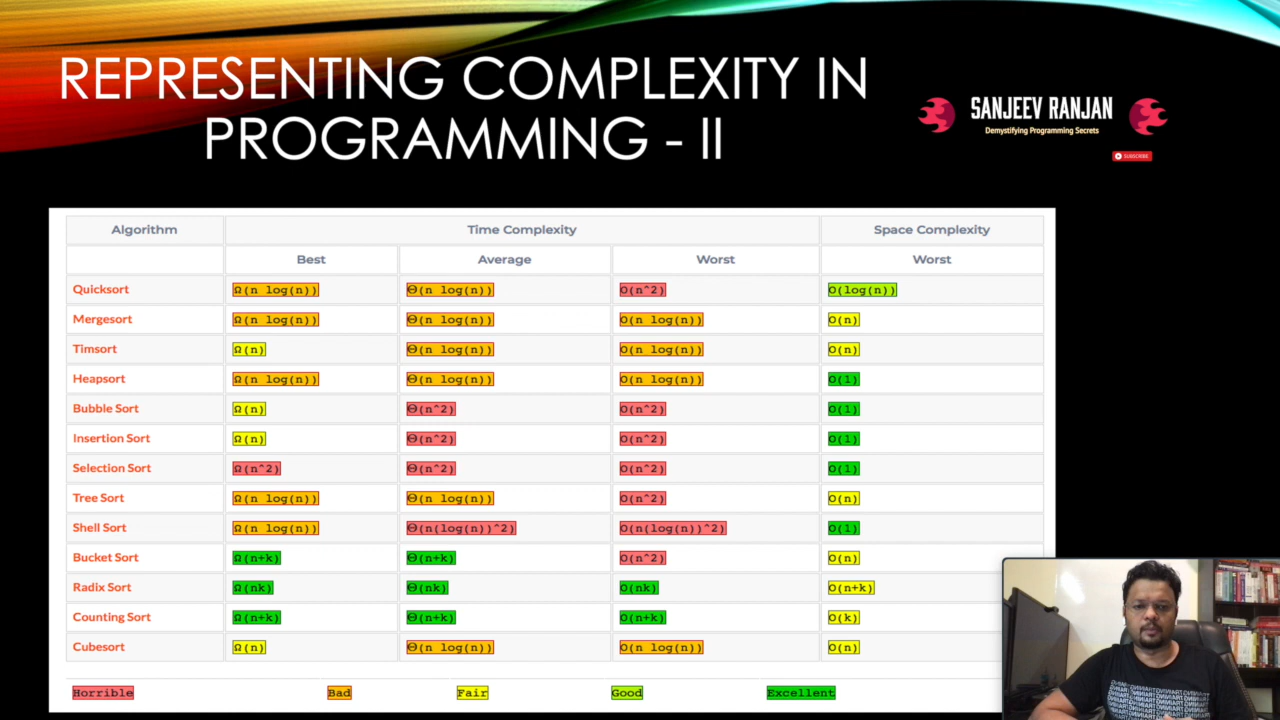 REPRESENTING COMPLEXITY IN
PROGRAMMING - II
SANJEEV RANJAN
Demystifying Programming Secrets
SUBSCRIBE
Algorithm Time Complexity Space Complexity
Best Average Worst Worst
Quicksort Ω(n log(n)) Θ(n log(n)) O(n^2) O(log(n))
Mergesort Ω(n log(n)) Θ(n log(n)) O(n log(n)) O(n)
Timsort Ω(n) Θ(n log(n)) O(n log(n)) O(n)
Heapsort Ω(n log(n)) Θ(n log(n)) O(n log(n)) O(1)
Bubble Sort Ω(n) Θ(n^2) O(n^2) O(1)
Insertion Sort Ω(n) Θ(n^2) O(n^2) O(1)
Selection Sort Ω(n^2) Θ(n^2) O(n^2) O(1)
Tree Sort Ω(n log(n)) Θ(n log(n)) O(n^2) O(n)
Shell Sort Ω(n log(n)) Θ(n(log(n))^2) O(n(log(n))^2) O(1)
Bucket Sort Ω(n+k) Θ(n+k) O(n^2) O(n)
Radix Sort Ω(nk) Θ(nk) O(nk) O(n+k)
Counting Sort Ω(n+k) Θ(n+k) O(n+k) O(k)
Cubesort Ω(n) Θ(n log(n)) O(n log(n)) O(n)
Horrible Bad Fair Good Excellent